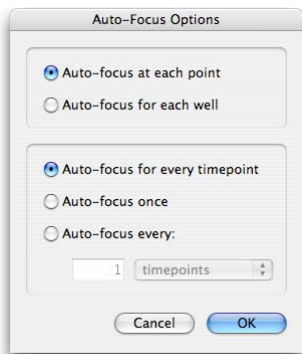 Auto-Focus Options
Auto-focus at each point
Auto-focus for each well
Auto-focus for every timepoint
Auto-focus once
Auto-focus every:
1 timepoints
Cancel OK